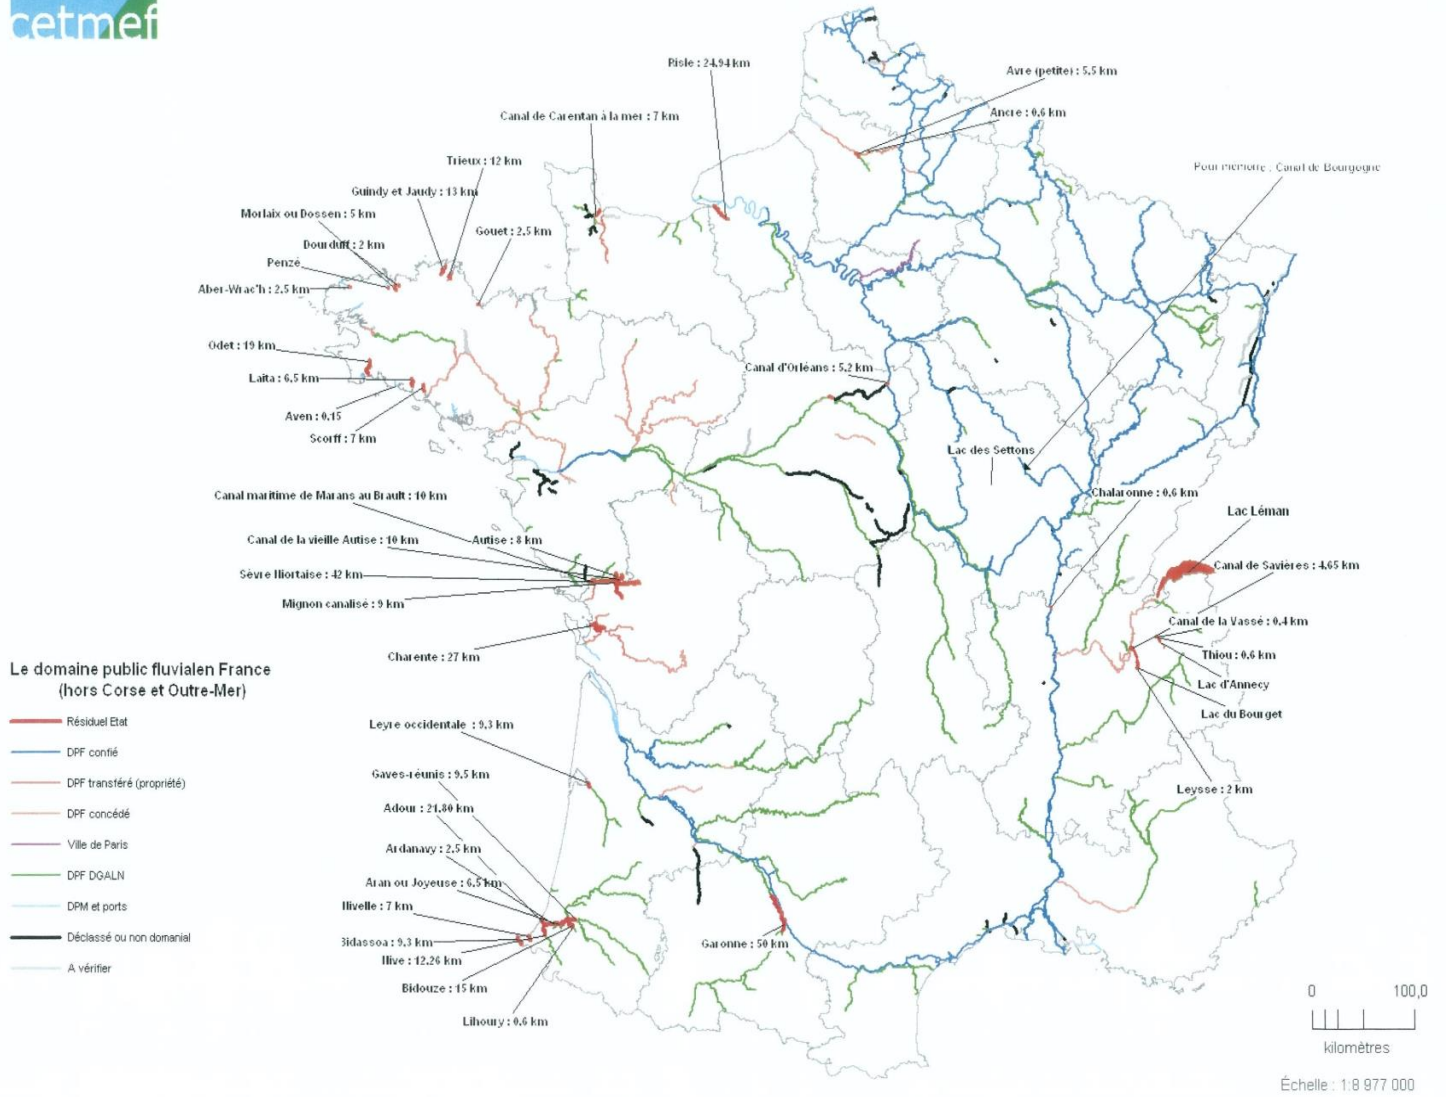 cetmef
Risle : 24.94 km
Avre (petite) : 5.5 km
Canal de Carentan à la mer : 7 km
Ancre : 0.6 km
Trieux : 12 km
Pour mémoire : Canal de Bourgogne
Guindy et Jaudy : 13 km
Morlaix ou Dossen : 5 km
Gouet : 2.5 km
Dourduff : 2 km
Penzé
Aber-Wrac'h : 2.5 km
Odet : 19 km
Canal d'Orléans : 5.2 km
Laïta : 6.5 km
Aven : 0.15
Scorff : 7 km
Lac des Settons
Canal maritime de Marans au Brault : 10 km
Chalaronne : 0.6 km
Lac Léman
Canal de la vieille Autise : 10 km
Autise : 8 km
Canal de Savières : 4.65 km
Sèvre Niortaise : 42 km
Mignon canalisé : 9 km
Canal de la Vassé : 0.4 km
Charente : 27 km
Thiou : 0.6 km
Lac d'Annecy
Lac du Bourget
Leyre occidentale : 9.3 km
Gaves-réunis : 9.5 km
Leysse : 2 km
Adour : 21.80 km
Ardanavy : 2.5 km
Aran ou Joyeuse : 6.5 km
Nivelle : 7 km
Bidassoa : 9.3 km
Garonne : 50 km
Nive : 12.26 km
Bidouze : 15 km
Lihoury : 0.6 km
Le domaine public fluvialen France
(hors Corse et Outre-Mer)
Résiduel Etat
DPF confié
DPF transféré (propriété)
DPF concédé
Ville de Paris
DPF DGALN
DPM et ports
Déclassé ou non domanial
A vérifier
0 100,0
kilomètres
Échelle : 1:8 977 000